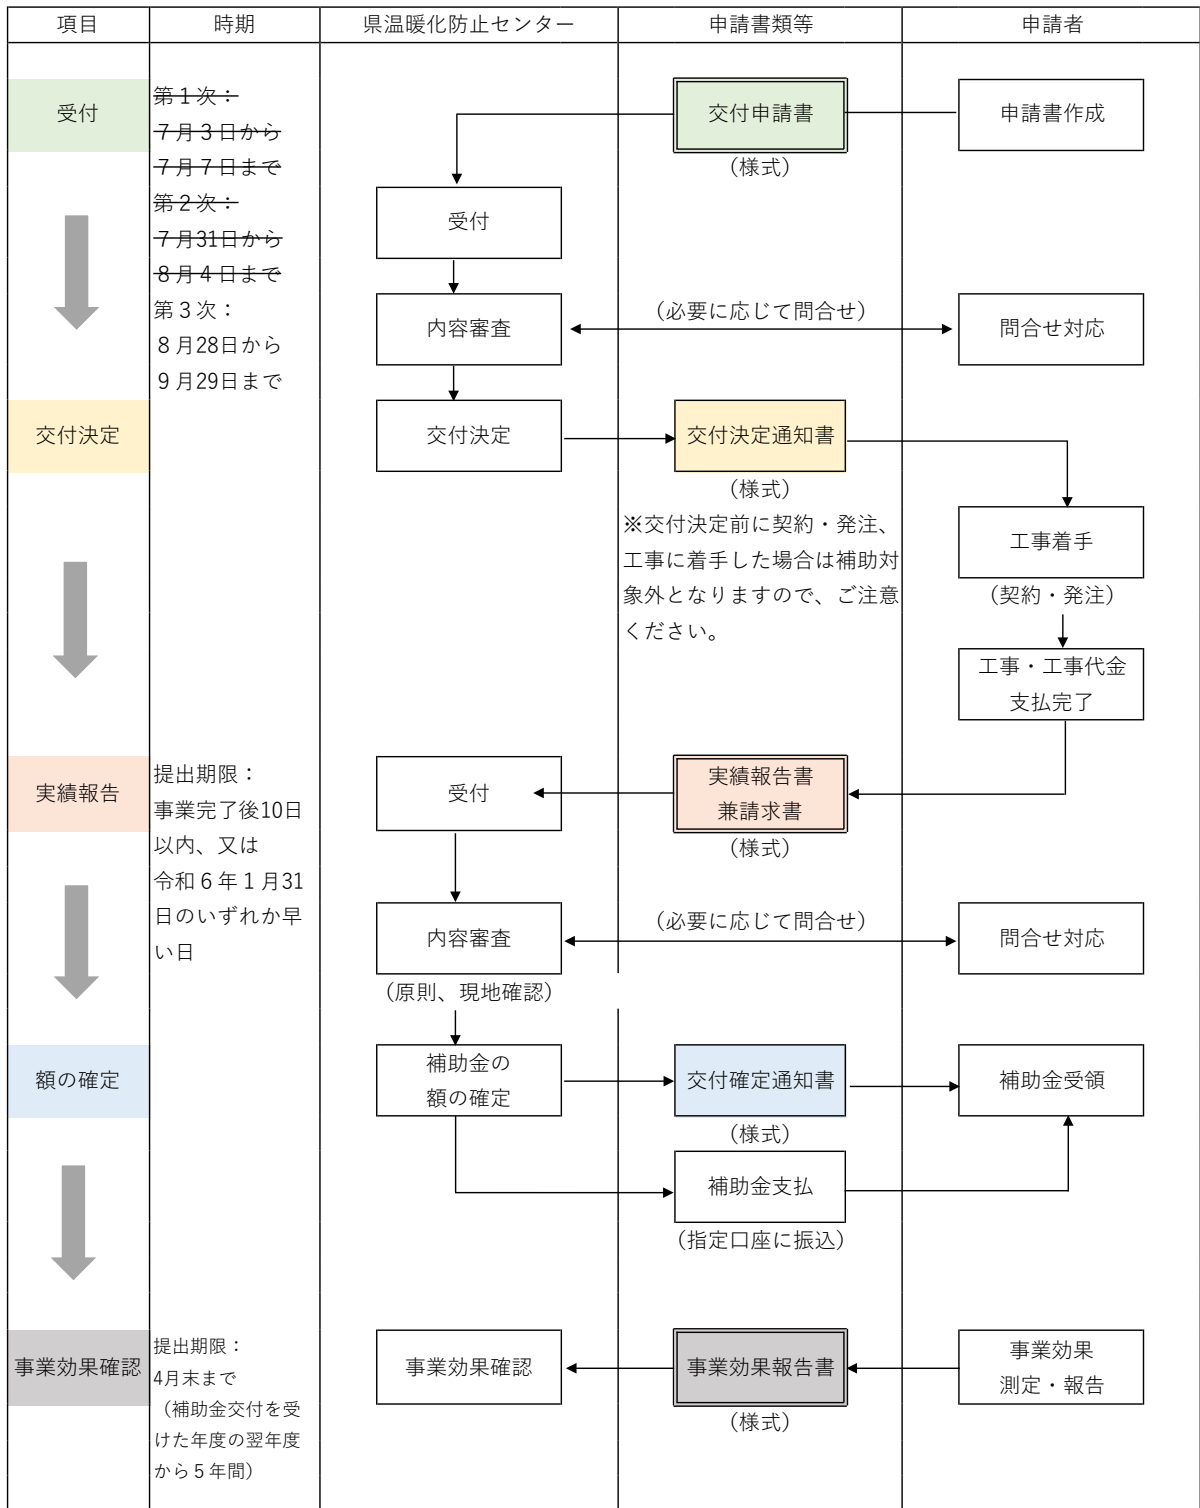 項目
時期
県温暖化防止センター
申請書類等
申請者
受付
第１次：
７月３日から
７月７日まで
第２次：
７月31日から
８月４日まで
第３次：
８月28日から
９月29日まで
交付申請書
（様式）
申請書作成
受付
内容審査
（必要に応じて問合せ）
問合せ対応
交付決定
交付決定
交付決定通知書
（様式）
※交付決定前に契約・発注、
工事に着手した場合は補助対
象外となりますので、ご注意
ください。
工事着手
（契約・発注）
工事・工事代金
支払完了
実績報告
提出期限：
事業完了後10日
以内、又は
令和６年１月31
日のいずれか早
い日
受付
実績報告書
兼請求書
（様式）
内容審査
（原則、現地確認）
（必要に応じて問合せ）
問合せ対応
額の確定
補助金の
額の確定
交付確定通知書
（様式）
補助金受領
補助金支払
（指定口座に振込）
事業効果確認
提出期限：
4月末まで
（補助金交付を受
けた年度の翌年度
から５年間）
事業効果確認
事業効果報告書
（様式）
事業効果
測定・報告